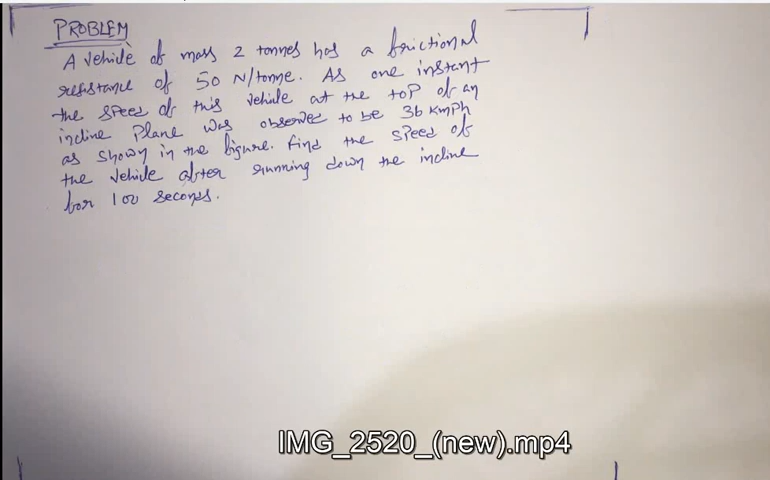 PROBLEM
A vehicle of mass 2 tonnes has a frictional
resistance of 50 N/tonne. As one instant
the speed of this vehicle at the top of an
incline Plane was observed to be 36 kmph
as shown in the figure. Find the speed of
the vehicle after running down the incline
for 100 seconds.
IMG_2520_(new).mp4